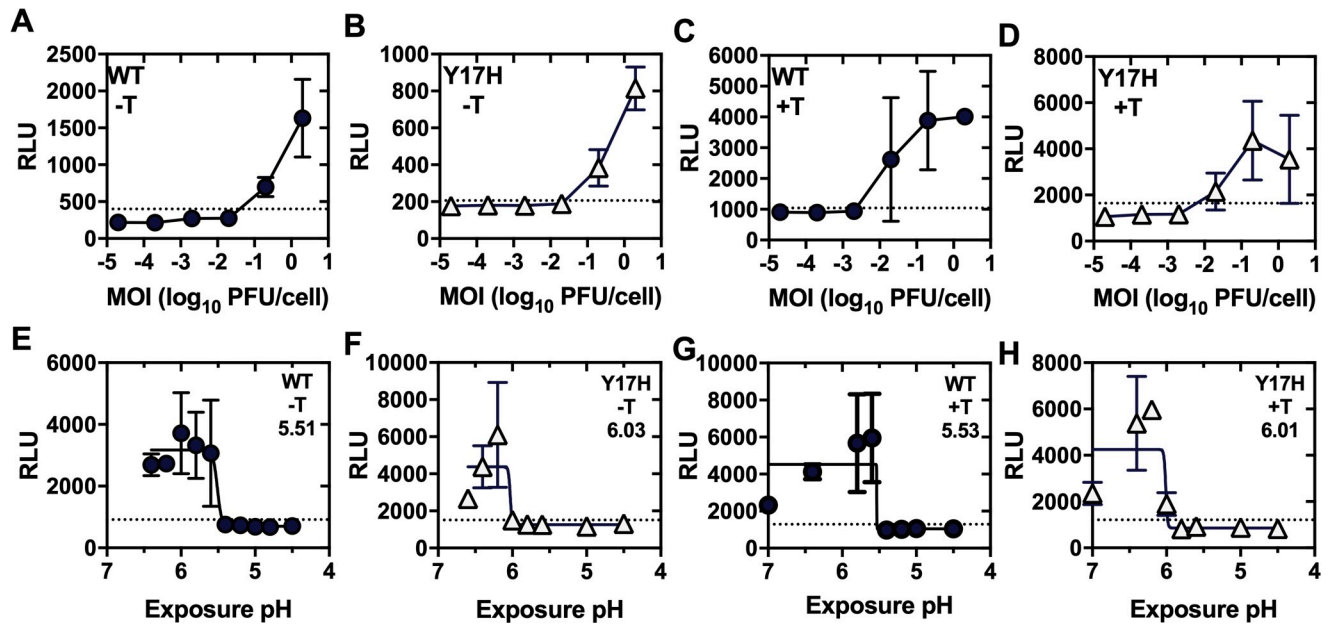 A
2500
2000
1500
1000
500
0
RLU
WT
-T
-5 -4 -3 -2 -1 0 1
MOI (log10 PFU/cell)
B
1000
800
600
400
200
0
RLU
Y17H
-T
-5 -4 -3 -2 -1 0 1
MOI (log10 PFU/cell)
C
6000
5000
4000
3000
2000
1000
0
RLU
WT
+T
-5 -4 -3 -2 -1 0 1
MOI (log10 PFU/cell)
D
8000
6000
4000
2000
0
RLU
Y17H
+T
-5 -4 -3 -2 -1 0 1
MOI (log10 PFU/cell)
E
6000
4000
2000
0
RLU
WT
-T
5.51
7 6 5 4
Exposure pH
F
10000
8000
6000
4000
2000
0
RLU
Y17H
-T
6.03
6 5 4
Exposure pH
G
10000
8000
6000
4000
2000
0
RLU
WT
+T
5.53
7 6 5 4
Exposure pH
H
8000
6000
4000
2000
0
RLU
Y17H
+T
6.01
7 6 5 4
Exposure pH